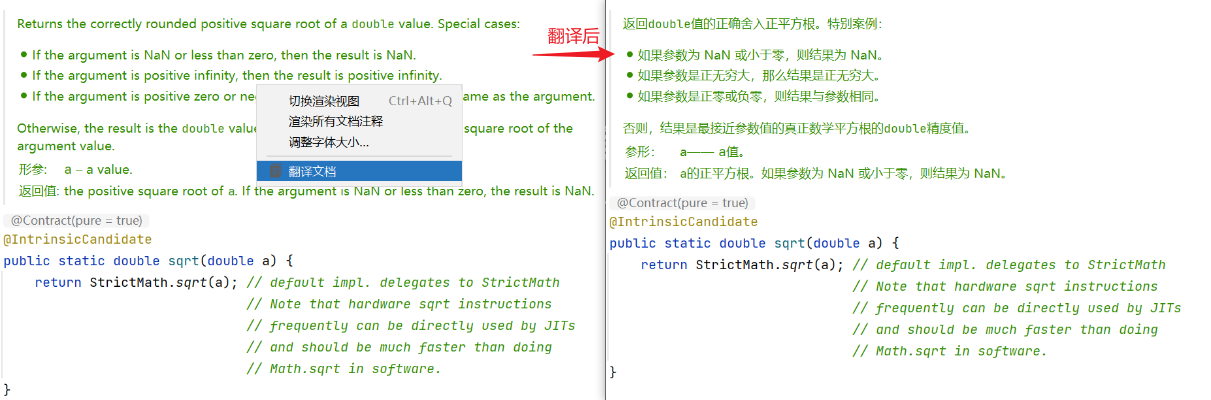 Returns the correctly rounded positive square root of a double value. Special cases:
• If the argument is NaN or less than zero, then the result is NaN.
• If the argument is positive infinity, then the result is positive infinity.
• If the argument is positive zero or ne ame as the argument.
Otherwise, the result is the double value square root of the
argument value.
形参： a – a value.
返回值: the positive square root of a. If the argument is NaN or less than zero, the result is NaN.
切换渲染视图 Ctrl+Alt+Q
渲染所有文档注释
调整字体大小...
翻译文档
@Contract(pure = true)
@IntrinsicCandidate
public static double sqrt(double a) {
return StrictMath.sqrt(a); // default impl. delegates to StrictMath
// Note that hardware sqrt instructions
// frequently can be directly used by JITs
// and should be much faster than doing
// Math.sqrt in software.
}
翻译后
返回double值的正确舍入正平方根。特别案例：
• 如果参数为 NaN 或小于零，则结果为 NaN。
• 如果参数是正无穷大，那么结果是正无穷大。
• 如果参数是正零或负零，则结果与参数相同。
否则，结果是最接近参数值的真正数学平方根的double精度值。
参形： a—— a值。
返回值： a的正平方根。如果参数为 NaN 或小于零，则结果为 NaN。
@Contract(pure = true)
@IntrinsicCandidate
public static double sqrt(double a) {
return StrictMath.sqrt(a); // default impl. delegates to StrictMath
// Note that hardware sqrt instructions
// frequently can be directly used by JITs
// and should be much faster than doing
// Math.sqrt in software.
}